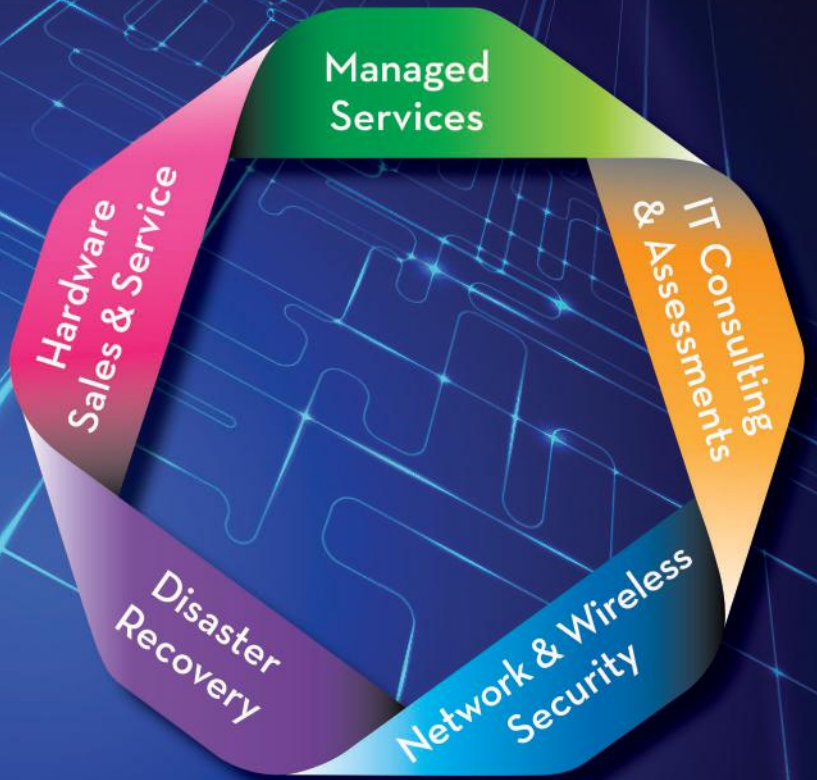 Managed
Services
IT Consulting
& Assessments
Network & Wireless
Security
Disaster
Recovery
Hardware
Sales & Service